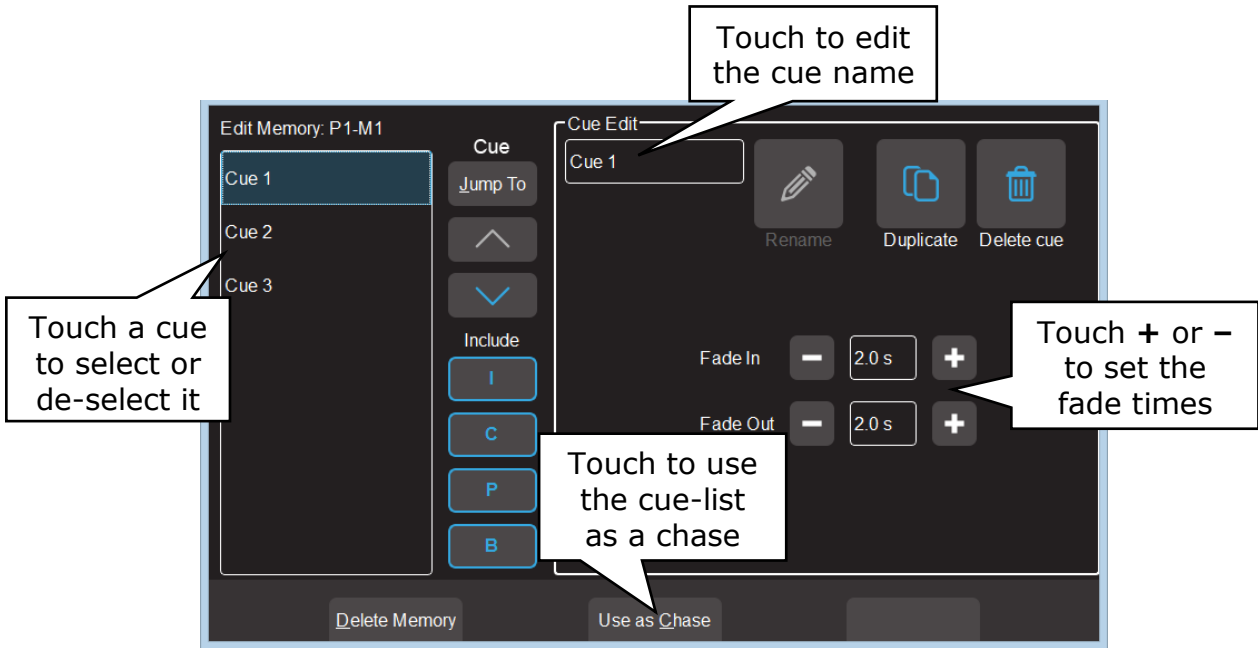 Touch to edit
the cue name
Edit Memory: P1-M1
Cue 1
Cue 2
Cue 3
Cue
Jump To
Include
I
C
P
B
Cue Edit
Cue 1
Rename
Duplicate
Delete cue
Fade In
2.0 s
Fade Out
2.0 s
Touch a cue
to select or
de-select it
Touch + or –
to set the
fade times
Touch to use
the cue-list
as a chase
Delete Memory
Use as Chase